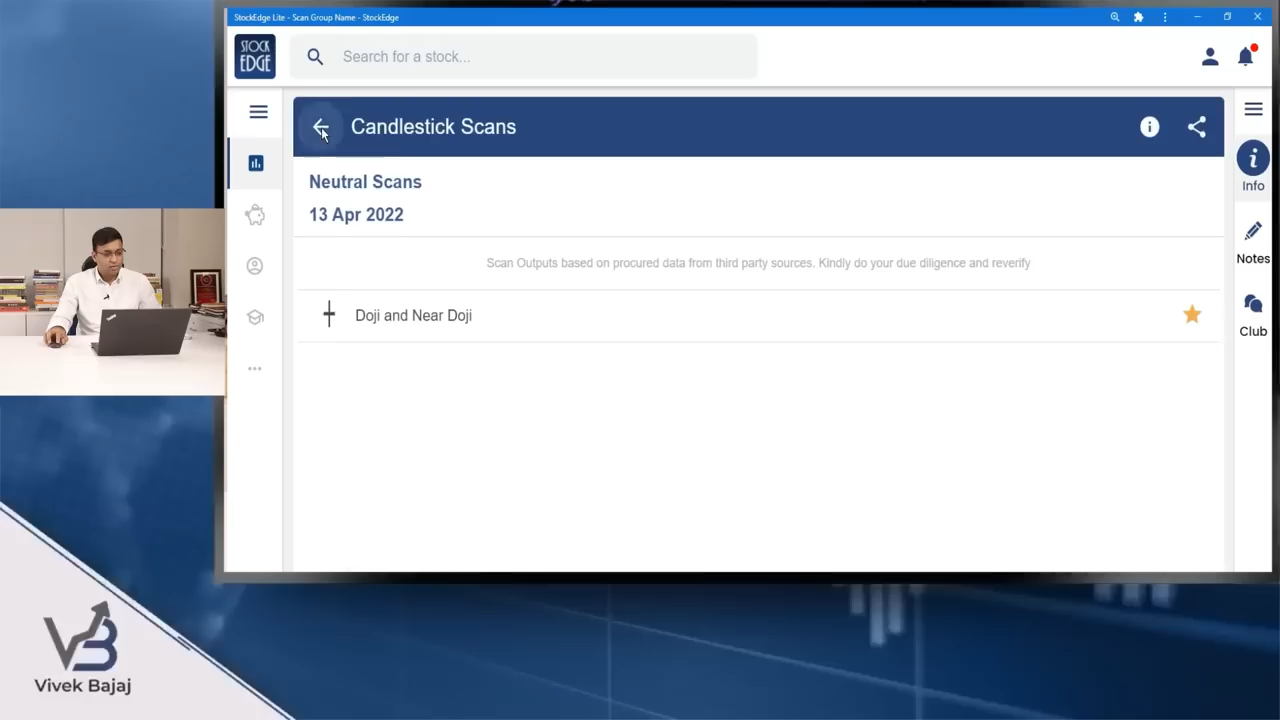 StockEdge Lite - Scan Group Name - StockEdge
STOCK
EDGE
Search for a stock...
Candlestick Scans
Neutral Scans
13 Apr 2022
Scan Outputs based on procured data from third party sources. Kindly do your due diligence and reverify
Doji and Near Doji
Info
Notes
Club
VB
Vivek Bajaj